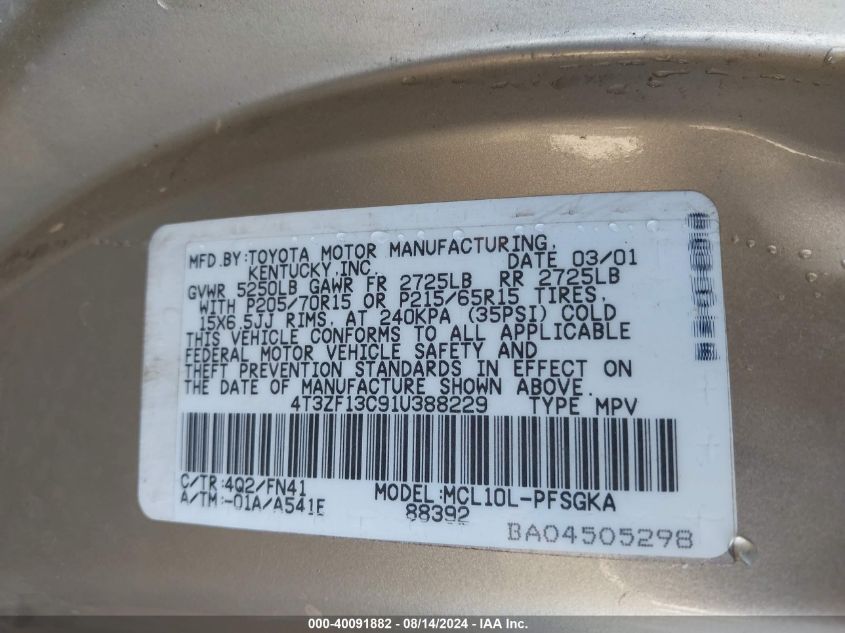 MFD.BY:TOYOTA MOTOR MANUFACTURING,
KENTUCKY,INC. DATE 03/01
GVWR 5250LB GAWR FR 2725LB RR 2725LB
WITH P205/70R15 OR P215/65R15 TIRES,
15X6.5JJ RIMS, AT 240KPA (35PSI) COLD
THIS VEHICLE CONFORMS TO ALL APPLICABLE
FEDERAL MOTOR VEHICLE SAFETY AND
THEFT PREVENTION STANDARDS IN EFFECT ON
THE DATE OF MANUFACTURE SHOWN ABOVE.
4T3ZF13C91U388229 TYPE MPV
C/TR:4Q2/FN41 MODEL:MCL10L-PFSGKA
A/TM:-01A/A541E 88392
BA04505298
000-40091882 - 08/14/2024 - IAA Inc.